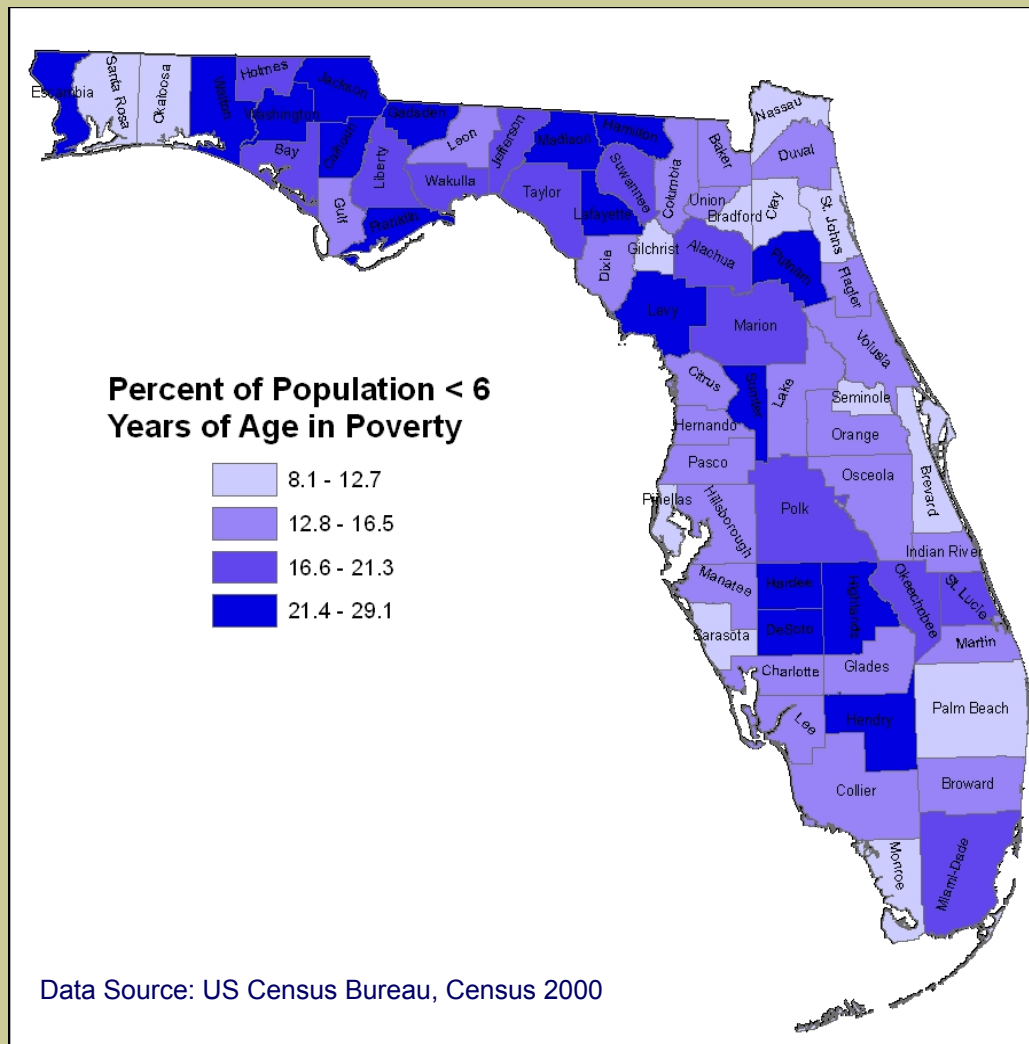 Escambia
Santa Rosa
Okaloosa
Walton
Holmes
Washington
Jackson
Bay
Calhoun
Gulf
Liberty
Gadsden
Franklin
Leon
Wakulla
Jefferson
Madison
Taylor
Hamilton
Suwannee
Lafayette
Dixie
Columbia
Gilchrist
Baker
Union
Bradford
Alachua
Levy
Nassau
Duval
Clay
St. Johns
Putnam
Flagler
Marion
Volusia
Citrus
Sumter
Lake
Seminole
Hernando
Orange
Pasco
Brevard
Osceola
Pinellas
Hillsborough
Polk
Indian River
Manatee
Hardee
Highlands
Okeechobee
St. Lucie
Sarasota
DeSoto
Martin
Charlotte
Glades
Lee
Hendry
Palm Beach
Collier
Broward
Monroe
Miami-Dade
Percent of Population < 6
Years of Age in Poverty
8.1 - 12.7
12.8 - 16.5
16.6 - 21.3
21.4 - 29.1
Data Source: US Census Bureau, Census 2000